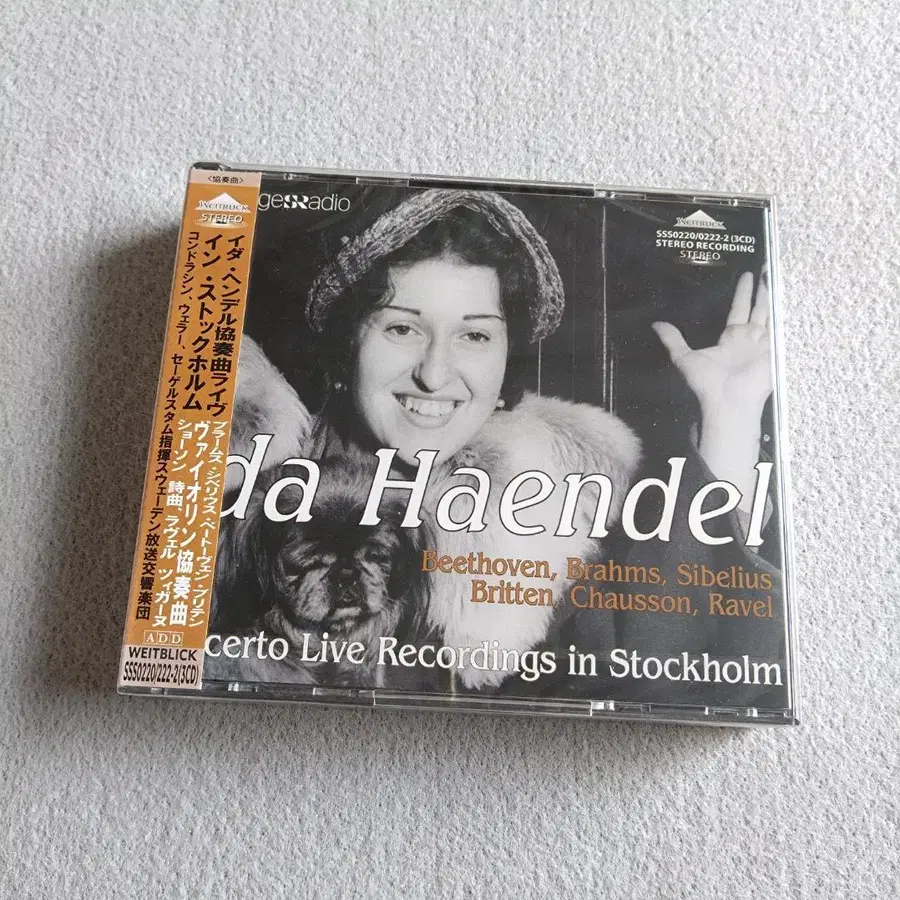 <協奏曲>
WEITBLICK
STEREO
イダ・ヘンデル協奏曲ライヴ
イン・ストックホルム
コンドラシン、ウェラー、セーゲルスタム指揮スウェーデン放送交響楽団
ブラームス・シベリウス・ベートーヴェン・ブリテン
ヴァイオリン協奏曲
ショーソン 詩曲、ラヴェル ツィガーヌ
ADD
WEITBLICK
SSS0220/222-2(3CD)
gesRadio
WEITBLICK
SSS0220/0222-2 (3CD)
STEREO RECORDING
STEREO
da Haendel
Beethoven, Brahms, Sibelius
Britten, Chausson, Ravel
certo Live Recordings in Stockholm